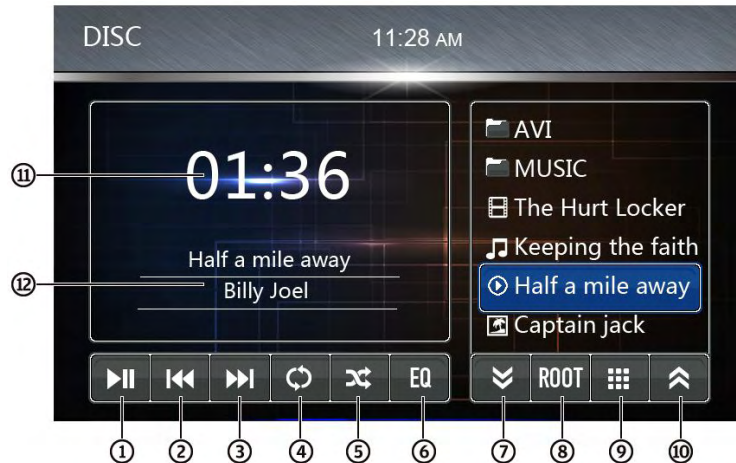 DISC 11:28 AM
01:36
Half a mile away
Billy Joel
AVI
MUSIC
The Hurt Locker
Keeping the faith
Half a mile away
Captain jack
EQ
ROOT
⑪
⑫
① ② ③ ④ ⑤ ⑥ ⑦ ⑧ ⑨ ⑩